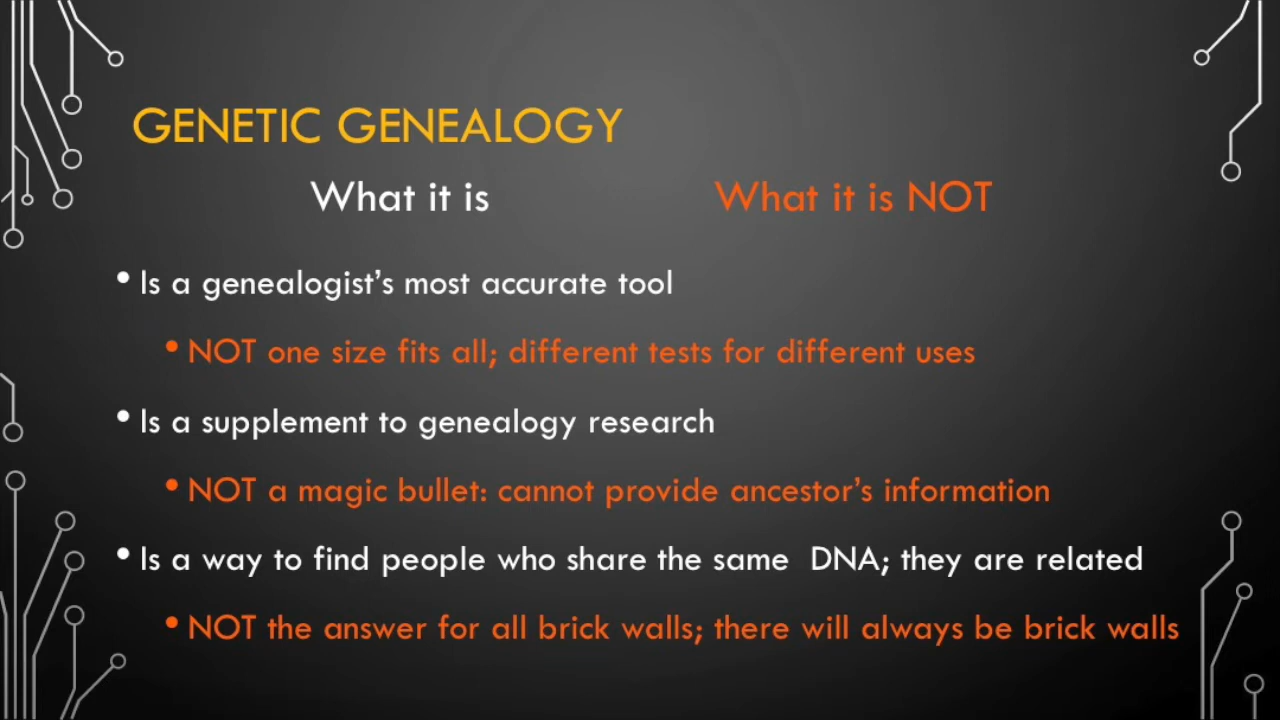 GENETIC GENEALOGY
What it is What it is NOT
• Is a genealogist's most accurate tool
• NOT one size fits all; different tests for different uses
• Is a supplement to genealogy research
• NOT a magic bullet: cannot provide ancestor's information
• Is a way to find people who share the same  DNA; they are related
• NOT the answer for all brick walls; there will always be brick walls